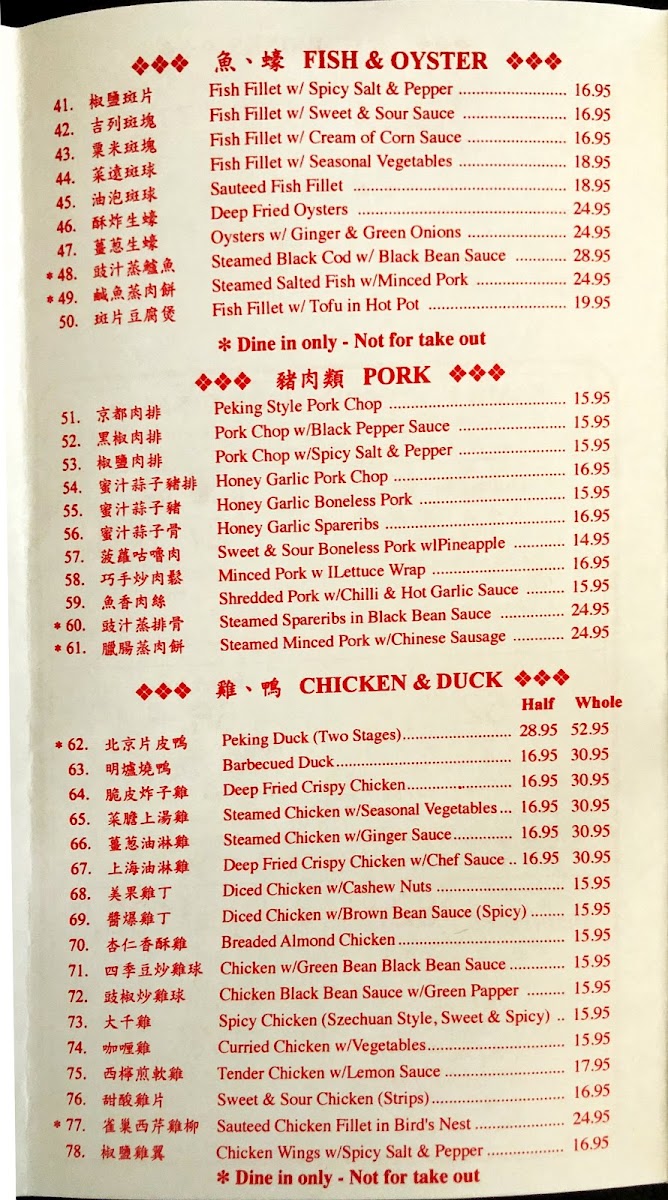 ❖❖❖ 魚、蠔 FISH & OYSTER ❖❖❖
41. 椒鹽斑片 Fish Fillet w/ Spicy Salt & Pepper 16.95
42. 吉列斑塊 Fish Fillet w/ Sweet & Sour Sauce 16.95
43. 粟米斑塊 Fish Fillet w/ Cream of Corn Sauce 16.95
44. 菜遠斑球 Fish Fillet w/ Seasonal Vegetables 18.95
45. 油泡斑球 Sauteed Fish Fillet 18.95
46. 酥炸生蠔 Deep Fried Oysters 24.95
47. 薑蔥生蠔 Oysters w/ Ginger & Green Onions 24.95
* 48. 豉汁蒸鱸魚 Steamed Black Cod w/ Black Bean Sauce 28.95
* 49. 鹹魚蒸肉餅 Steamed Salted Fish w/Minced Pork 24.95
50. 斑片豆腐煲 Fish Fillet w/ Tofu in Hot Pot 19.95
* Dine in only - Not for take out
❖❖❖ 豬肉類 PORK ❖❖❖
51. 京都肉排 Peking Style Pork Chop 15.95
52. 黑椒肉排 Pork Chop w/Black Pepper Sauce 15.95
53. 椒鹽肉排 Pork Chop w/Spicy Salt & Pepper 15.95
54. 蜜汁蒜子豬排 Honey Garlic Pork Chop 16.95
55. 蜜汁蒜子豬 Honey Garlic Boneless Pork 15.95
56. 蜜汁蒜子骨 Honey Garlic Spareribs 16.95
57. 菠蘿咕嚕肉 Sweet & Sour Boneless Pork wlPineapple 14.95
58. 巧手炒肉鬆 Minced Pork w ILettuce Wrap 16.95
59. 魚香肉絲 Shredded Pork w/Chilli & Hot Garlic Sauce 15.95
* 60. 豉汁蒸排骨 Steamed Spareribs in Black Bean Sauce 24.95
* 61. 臘腸蒸肉餅 Steamed Minced Pork w/Chinese Sausage 24.95
❖❖❖ 雞、鴨 CHICKEN & DUCK ❖❖❖
Half Whole
* 62. 北京片皮鴨 Peking Duck (Two Stages) 28.95 52.95
63. 明爐燒鴨 Barbecued Duck 16.95 30.95
64. 脆皮炸子雞 Deep Fried Crispy Chicken 16.95 30.95
65. 菜膽上湯雞 Steamed Chicken w/Seasonal Vegetables 16.95 30.95
66. 薑蔥油淋雞 Steamed Chicken w/Ginger Sauce 16.95 30.95
67. 上海油淋雞 Deep Fried Crispy Chicken w/Chef Sauce 16.95 30.95
68. 美果雞丁 Diced Chicken w/Cashew Nuts 15.95
69. 醬爆雞丁 Diced Chicken w/Brown Bean Sauce (Spicy) 15.95
70. 杏仁香酥雞 Breaded Almond Chicken 15.95
71. 四季豆炒雞球 Chicken w/Green Bean Black Bean Sauce 15.95
72. 豉椒炒雞球 Chicken Black Bean Sauce w/Green Papper 15.95
73. 大千雞 Spicy Chicken (Szechuan Style, Sweet & Spicy) 15.95
74. 咖喱雞 Curried Chicken w/Vegetables 15.95
75. 西檸煎軟雞 Tender Chicken w/Lemon Sauce 17.95
76. 甜酸雞片 Sweet & Sour Chicken (Strips) 16.95
* 77. 雀巢西芹雞柳 Sauteed Chicken Fillet in Bird's Nest 24.95
78. 椒鹽雞翼 Chicken Wings w/Spicy Salt & Pepper 16.95
* Dine in only - Not for take out